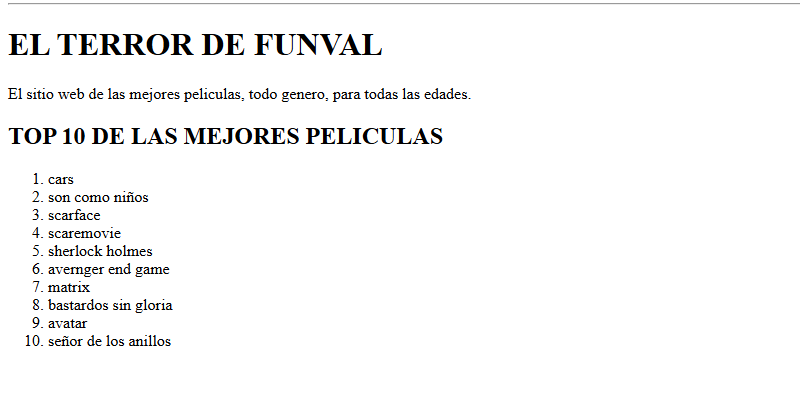 EL TERROR DE FUNVAL
El sitio web de las mejores peliculas, todo genero, para todas las edades.
TOP 10 DE LAS MEJORES PELICULAS
1. cars
2. son como niños
3. scarface
4. scaremovie
5. sherlock holmes
6. avernger end game
7. matrix
8. bastardos sin gloria
9. avatar
10. señor de los anillos